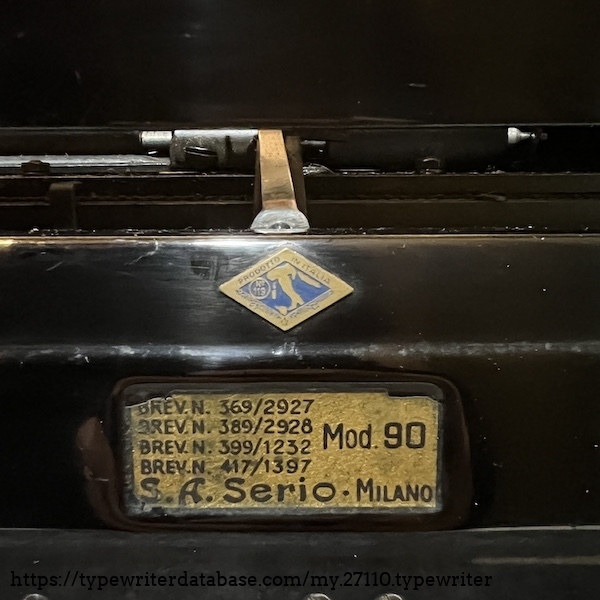 PRODOTTO IN ITALIA
119
BREV. N. 369/2927
BREV. N. 389/2928
BREV. N. 399/1232
BREV. N. 417/1397
Mod. 90
S. A. Serio · MILANO
https://typewriterdatabase.com/my.27110.typewriter